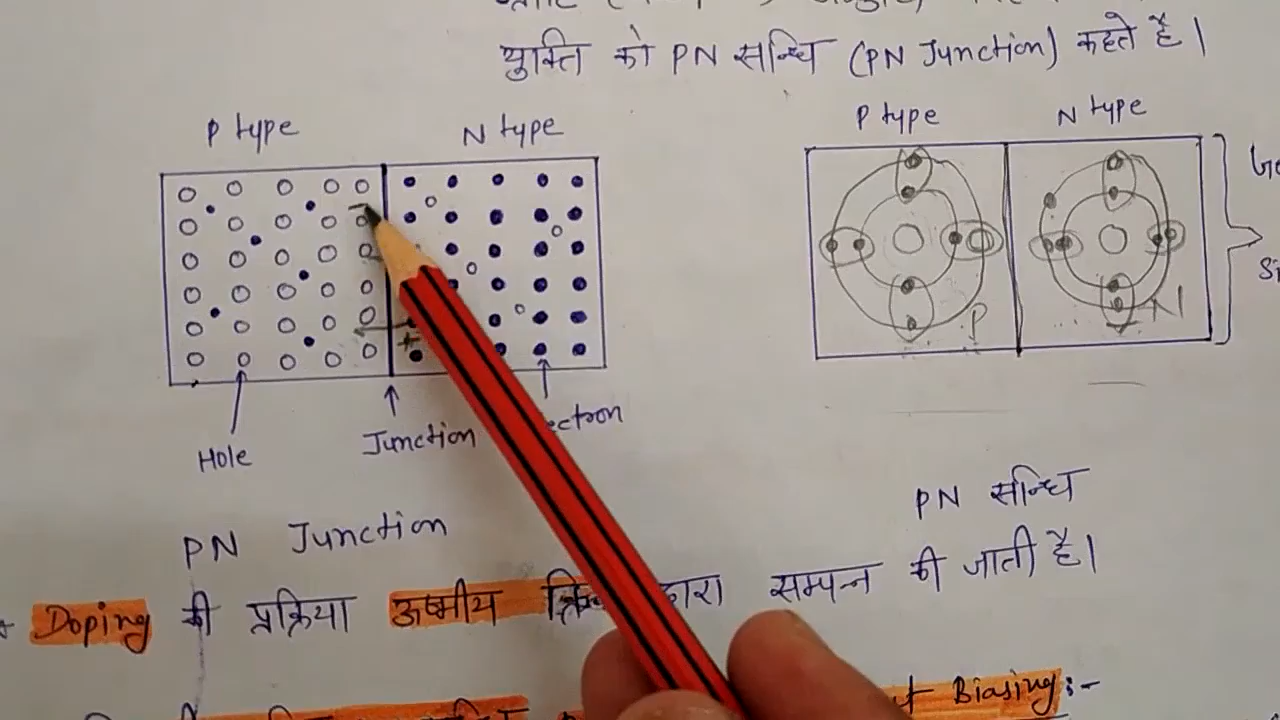 युक्ति को PN सन्धि (PN Junction) कहते है।
P type
N type
P type
N type
P
N
Hole
Junction
PN Junction
PN सन्धि
Doping की प्रक्रिया ऊष्मीय द्वारा सम्पन्न की जाती है।
Biasing:-